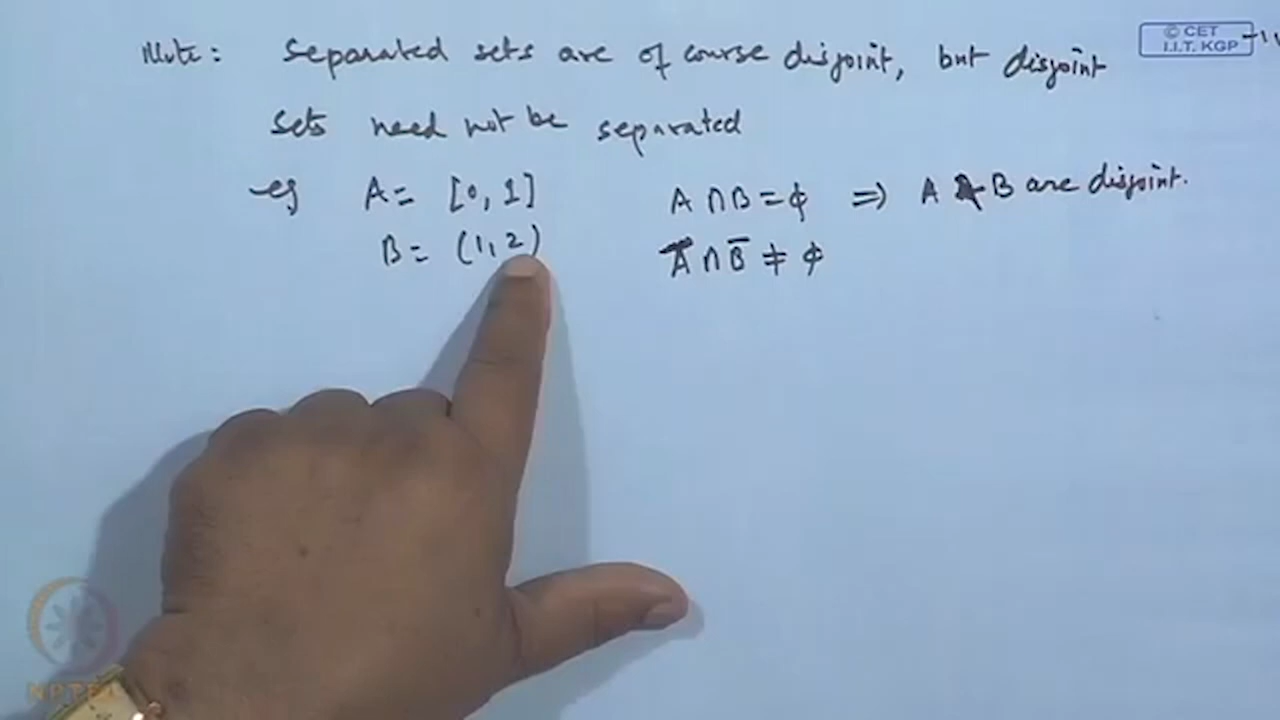 Note: Separated sets are of course disjoint, but disjoint
© CET
I.I.T. KGP
sets need not be separated
eg A = [0, 1] A ∩ B = ϕ ⇒ A & B are disjoint.
B = (1, 2) A ∩ B̅ ≠ ϕ
NPTEL